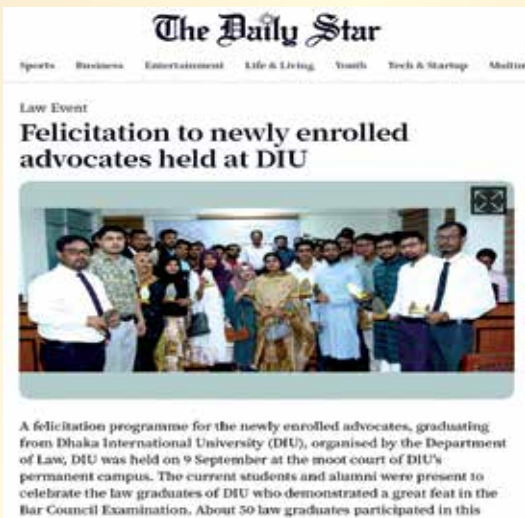 The Daily Star
Sports Business Entertainment Life & Living Youth Tech & Startup
Law Event
Felicitation to newly enrolled
advocates held at DIU
A felicitation programme for the newly enrolled advocates, graduating
from Dhaka International University (DIU), organised by the Department
of Law, DIU was held on 9 September at the moot court of DIU's
permanent campus. The current students and alumni were present to
celebrate the law graduates of DIU who demonstrated a great feat in the
Bar Council Examination. About 50 law graduates participated in this